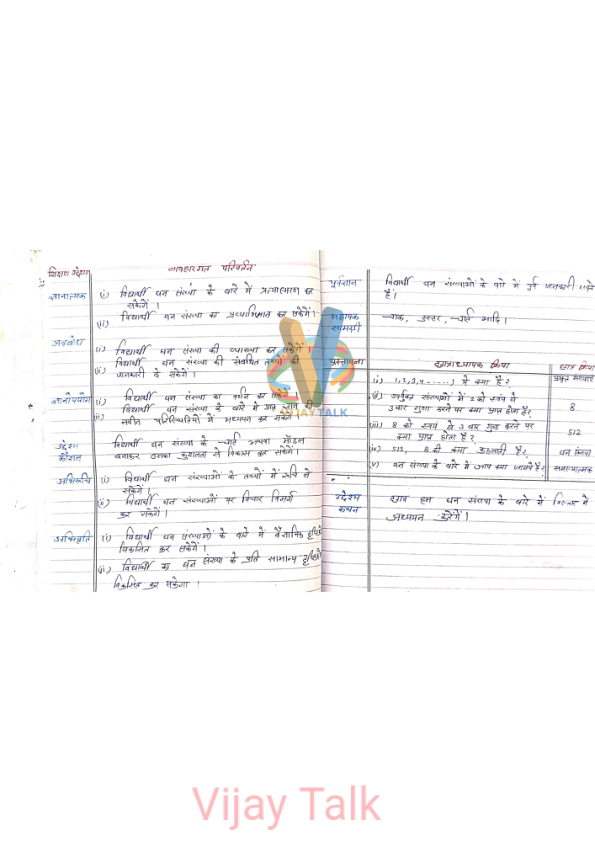 शिक्षण उद्देश्य
व्यवहारगत परिवर्तन
ज्ञानात्मक
(i) विद्यार्थी घन संख्या के बारे में प्रत्यास्मरण कर
सकेगें।
(ii) विद्यार्थी घन संख्या का प्रत्याभिज्ञान कर सकेगें।
अवबोध
(i) विद्यार्थी घन संख्या की व्याख्या कर सकेगें।
विद्यार्थी घन संख्या की संबंधित तथ्यों की
(ii) जानकारी दे सकेगें।
ज्ञानोपयोग
(i) विद्यार्थी घन संख्या का वर्णन कर सकेगें।
विद्यार्थी घन संख्या के बारे में प्राप्त ज्ञान की
(ii) नवीन परिस्थितियों में अध्ययन कर सकेगें।
उद्देश्य
कौशल
विद्यार्थी घन संख्या के चार्ट अथवा मॉडल
बनाकर उनका कुशलता से विकास कर सकेगें।
अभिरूचि
(i) विद्यार्थी घन संख्याओं के तथ्यों में रूचि ले
सकेगें।
(ii) विद्यार्थी घन संख्याओं पर विचार विमर्श
कर सकेगें।
अभिवृति
(i) विद्यार्थी घन संख्याओं के बारे में वैज्ञानिक दृष्टि
विकसित कर सकेगें।
(ii) विद्यार्थी का घन संख्या के प्रति सामान्य दृष्टि
विकसित कर सकेगा।
पूर्वज्ञान
विद्यार्थी घन संख्याओं के बारे में पूर्व जानकारी रखते
हैं।
सहायक
सामग्री
चाक, डस्टर, चार्ट आदि।
प्रस्तावना
छात्राध्यापक क्रिया
छात्र क्रिया
(i) 1,2,3,4 -----, में क्या है?
प्राकृत संख्याएं
(ii) उपर्युक्त संख्याओं में 2 को स्वयं से
3 बार गुणा करने पर क्या प्राप्त होता है?
8
(iii) 8 को स्वयं से 3 बार गुणा करने पर
क्या प्राप्त होता है?
512
(iv) 512, 8 की क्या कहलाती है?
घन संख्या
(v) घन संख्या के बारे में आप क्या जानते हैं?
समस्यात्मक
उद्देश्य
कथन
छात्र हम घन संख्या के बारे में विस्तार से
अध्ययन करेगें।
VIJAY TALK
Vijay Talk